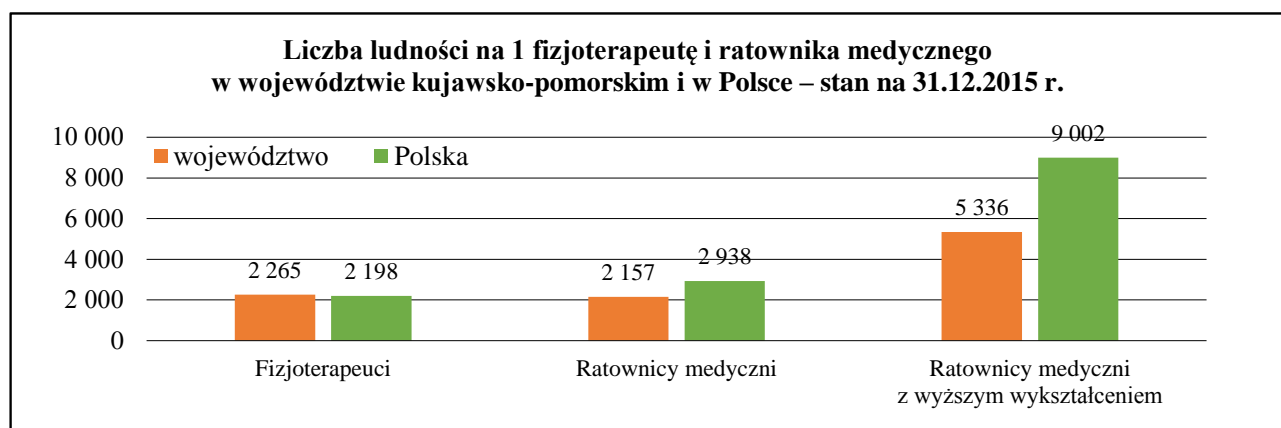 Liczba ludności na 1 fizjoterapeutę i ratownika medycznego
w województwie kujawsko-pomorskim i w Polsce – stan na 31.12.2015 r.
10 000
8 000
6 000
4 000
2 000
0
województwo
Polska
2 265
2 198
2 157
2 938
5 336
9 002
Fizjoterapeuci
Ratownicy medyczni
Ratownicy medyczni
z wyższym wykształceniem